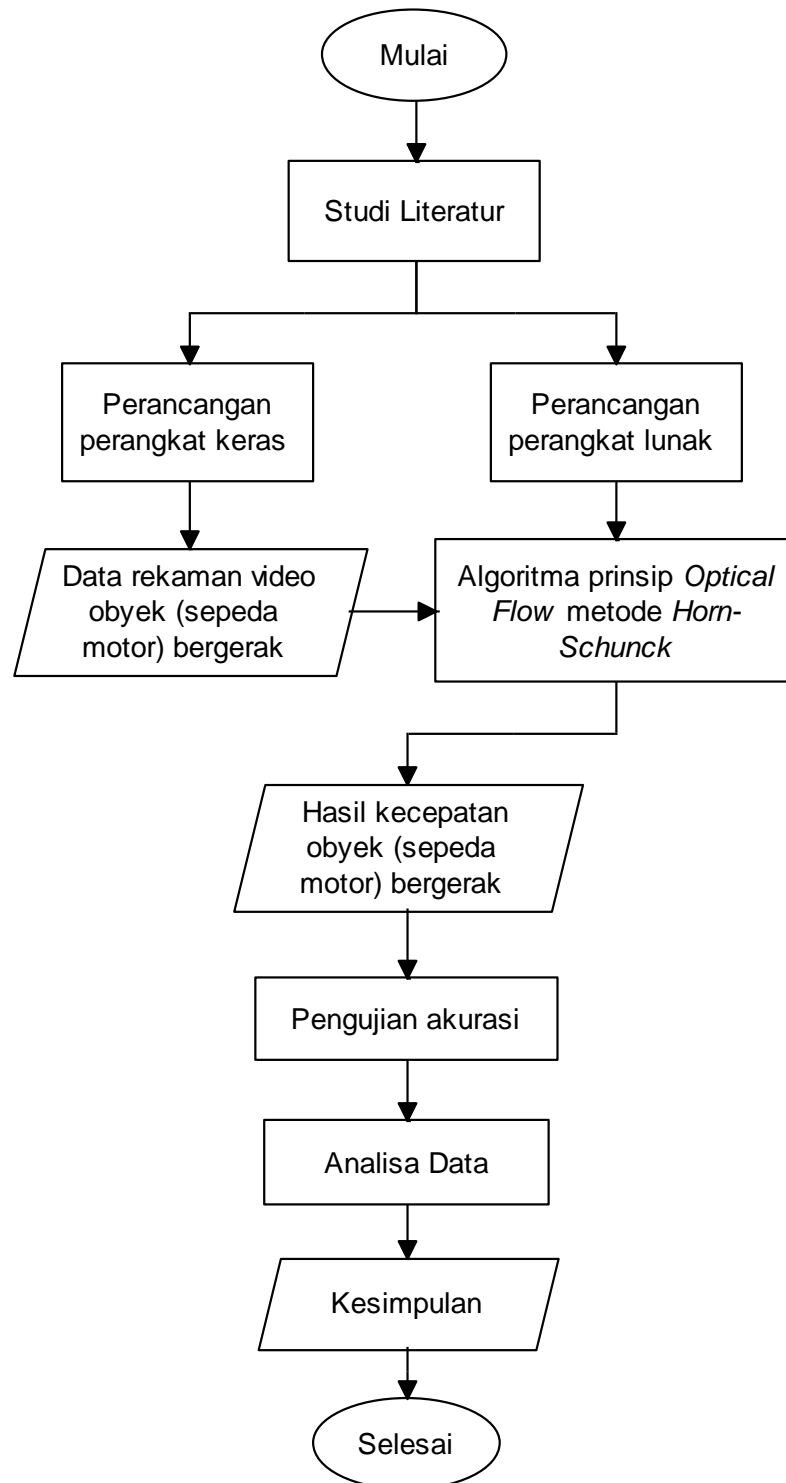 Mulai
Studi Literatur
Perancangan
perangkat keras
Perancangan
perangkat lunak
Data rekaman video
obyek (sepeda
motor) bergerak
Algoritma prinsip Optical
Flow metode Horn-
Schunck
Hasil kecepatan
obyek (sepeda
motor) bergerak
Pengujian akurasi
Analisa Data
Kesimpulan
Selesai